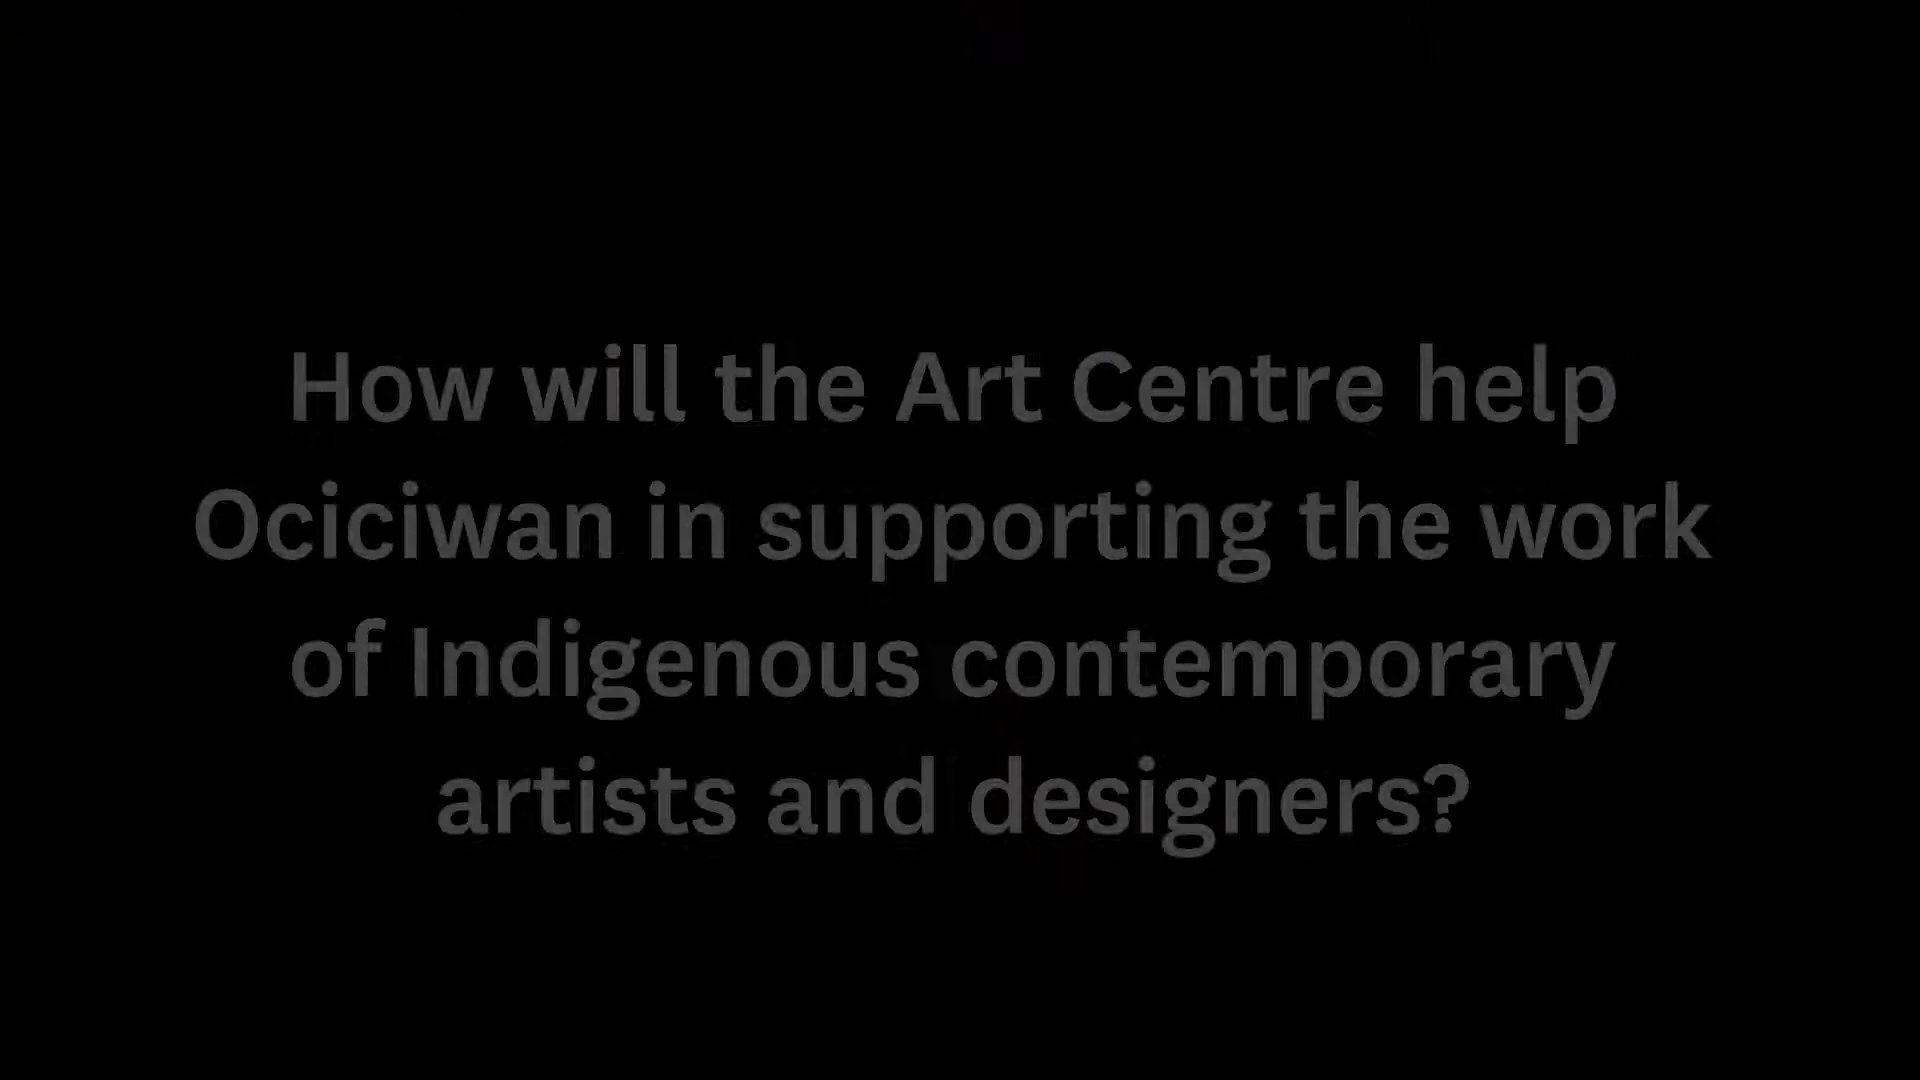 How will the Art Centre help
Ociciwan in supporting the work
of Indigenous contemporary
artists and designers?